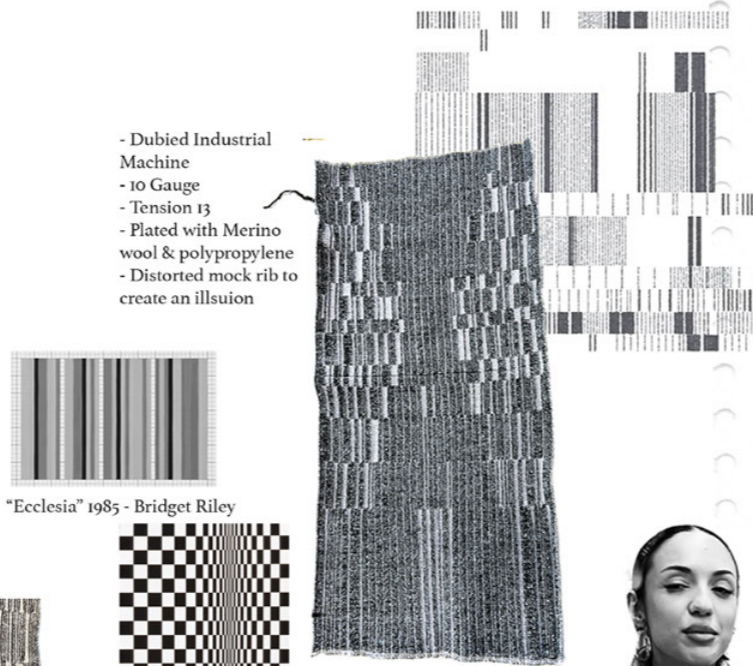 - Dubied Industrial
Machine
- 10 Gauge
- Tension 13
- Plated with Merino
wool & polypropylene
- Distorted mock rib to
create an illsuion
“Ecclesia” 1985 - Bridget Riley